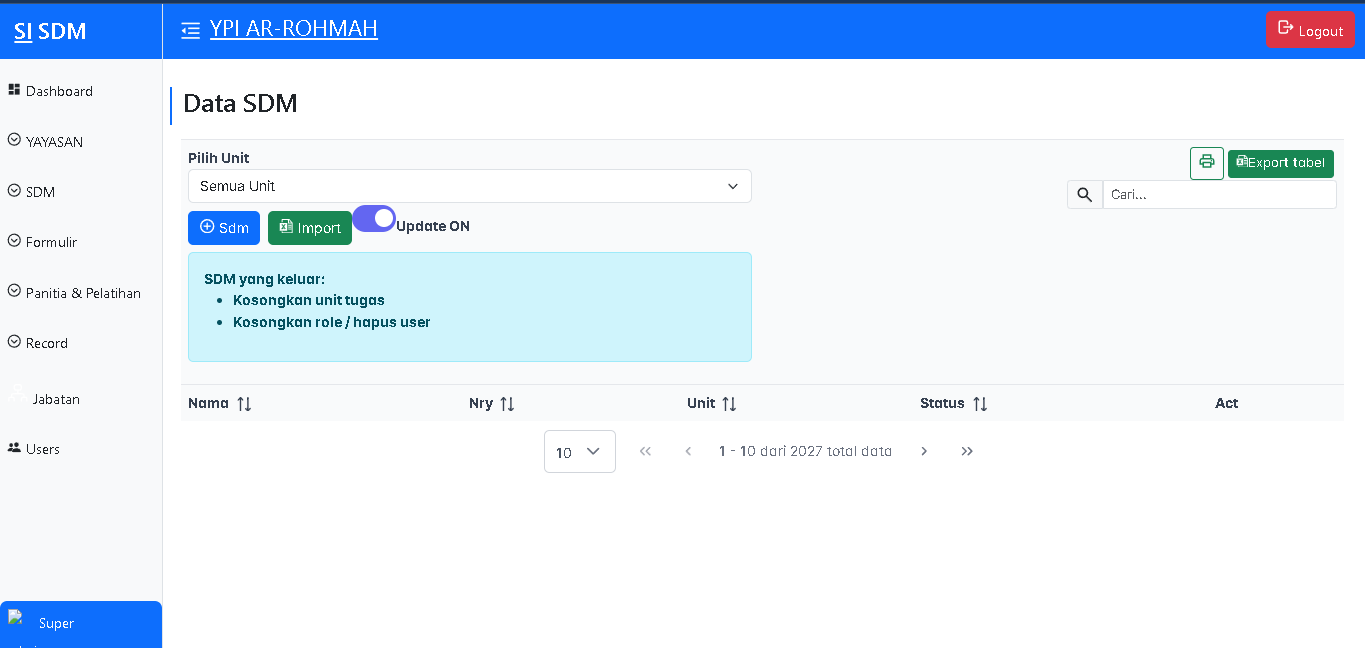 SI SDM
YPI AR-ROHMAH
Logout
Dashboard
YAYASAN
SDM
Formulir
Panitia & Pelatihan
Record
Jabatan
Users
Super
Data SDM
Pilih Unit
Semua Unit
Export tabel
Cari...
Sdm
Import
Update ON
SDM yang keluar:
Kosongkan unit tugas
Kosongkan role / hapus user
Nama
Nry
Unit
Status
Act
10
1 - 10 dari 2027 total data